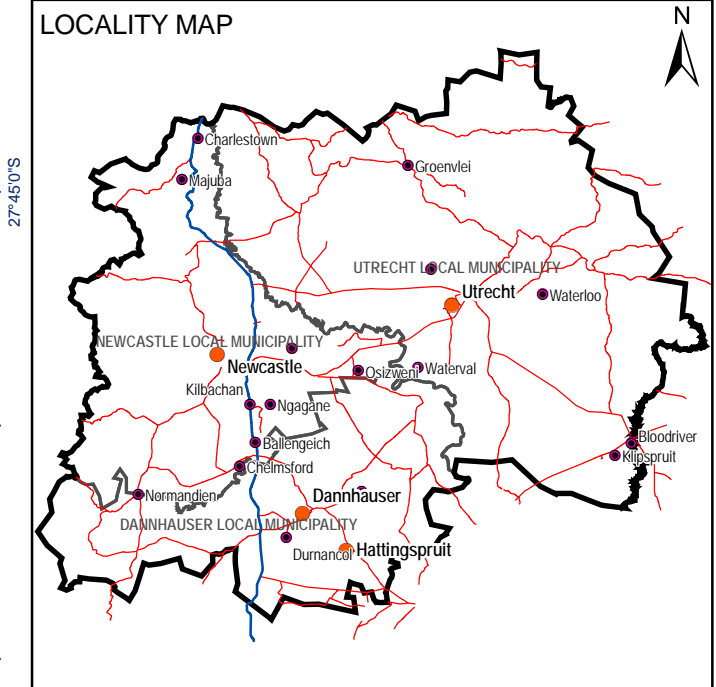 LOCALITY MAP
N
27°45'0"S
Charlestown
Majuba
Groenvlei
UTRECHT LOCAL MUNICIPALITY
Utrecht
Waterloo
NEWCASTLE LOCAL MUNICIPALITY
Newcastle
Osizweni
Waterval
Kilbachan
Ngagane
Ballengeich
Bloodriver
Klipspruit
Chelmsford
Normandien
Dannhauser
DANNHAUSER LOCAL MUNICIPALITY
Durnancol
Hattingspruit